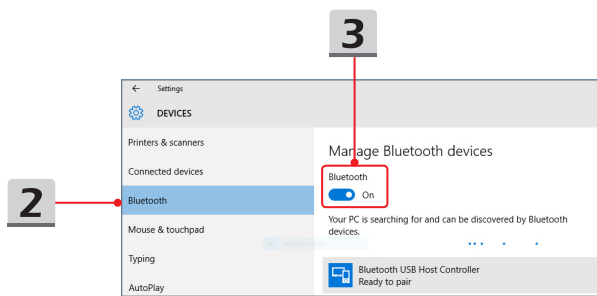 3
Settings
DEVICES
Printers & scanners
Manage Bluetooth devices
Connected devices
Bluetooth
On
2
Bluetooth
Mouse & touchpad
Your PC is searching for and can be discovered by Bluetooth
devices.
Typing
Bluetooth USB Host Controller
Ready to pair
AutoPlay